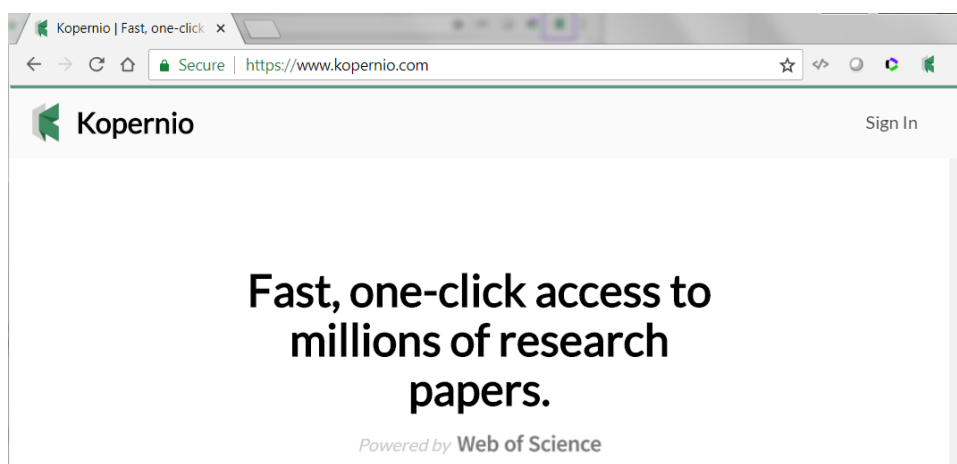 Kopernio | Fast, one-click
Secure | https://www.kopernio.com
Kopernio
Sign In
Fast, one-click access to
millions of research
papers.
Powered by Web of Science